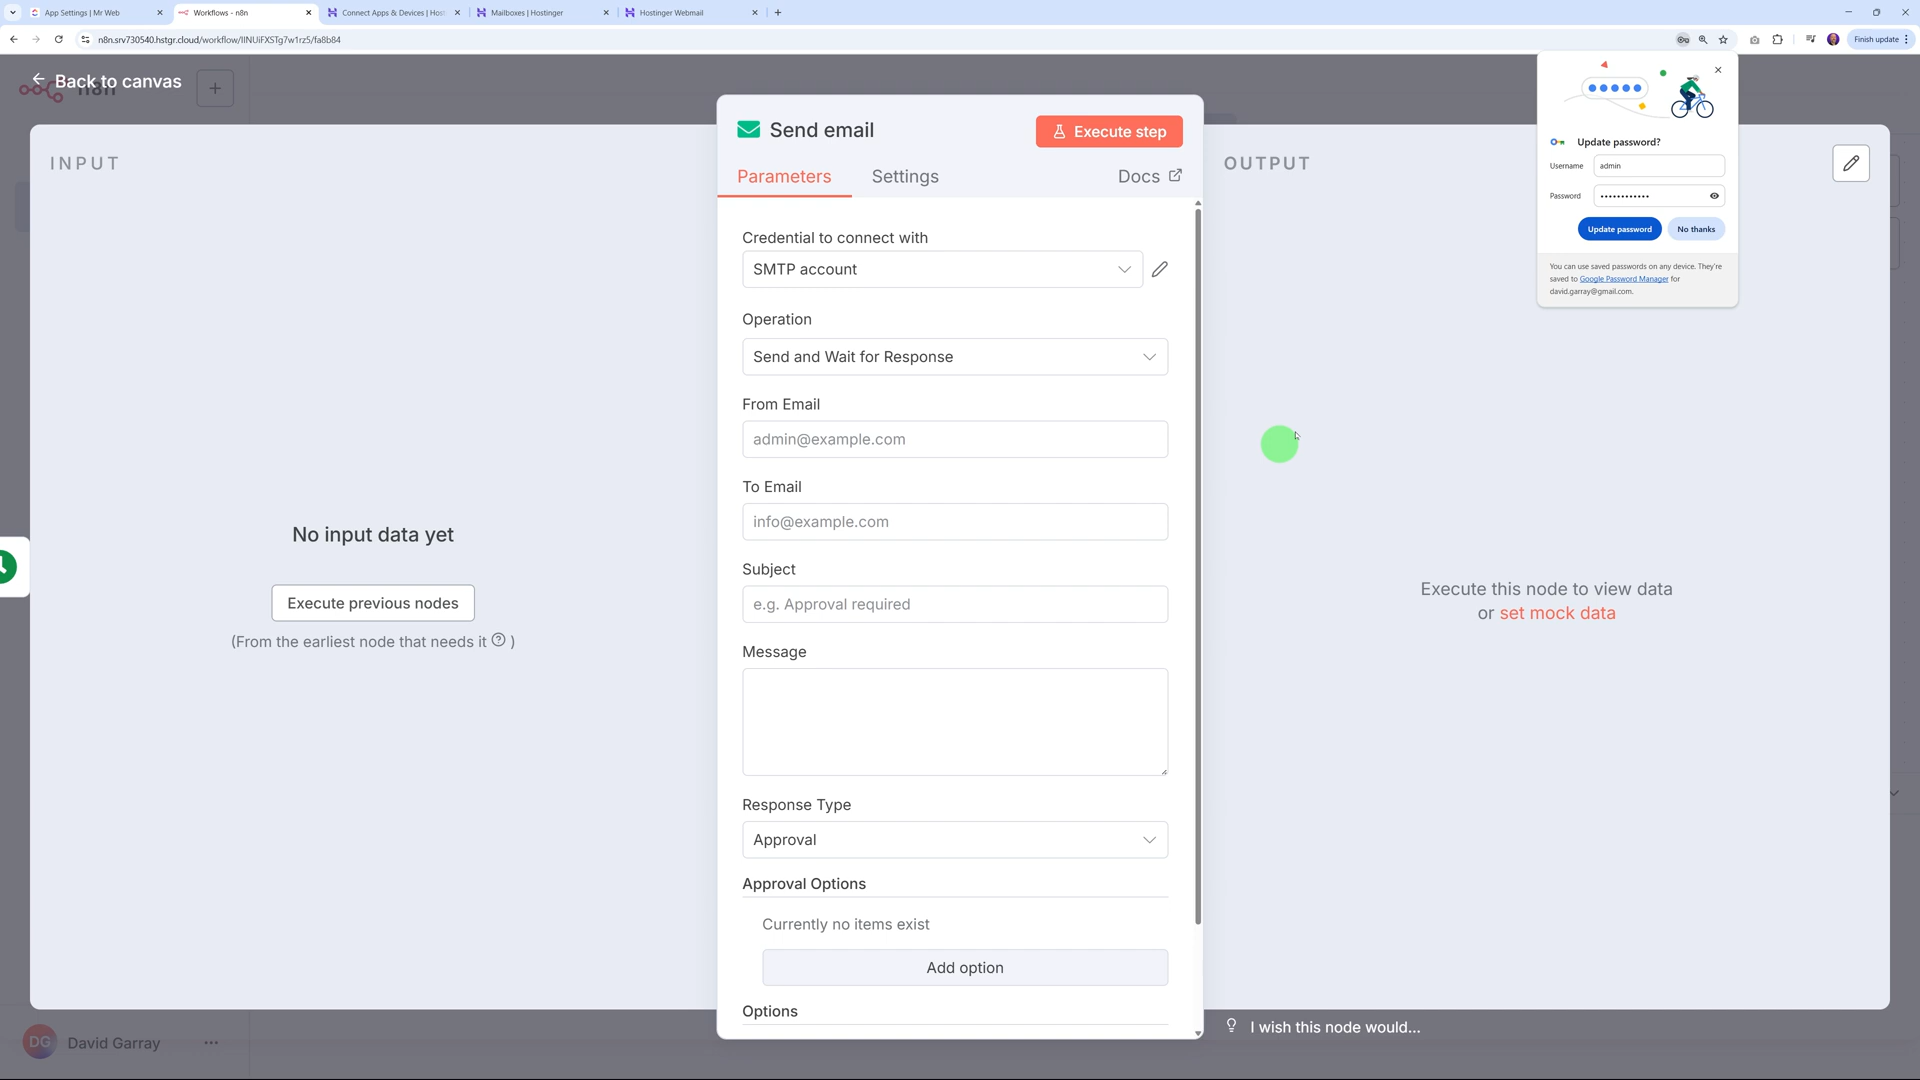 App Settings | Mr Web
Workflows - n8n
Connect Apps & Devices | Host
Mailboxes | Hostinger
Hostinger Webmail
n8n.srv730540.hstgr.cloud/workflow/IINUiFXSTg7w1rz5/fa8b84
Finish update
n8n
Back to canvas
INPUT
No input data yet
Execute previous nodes
(From the earliest node that needs it ? )
Send email
Execute step
Parameters
Settings
Docs
Credential to connect with
SMTP account
Operation
Send and Wait for Response
From Email
admin@example.com
To Email
info@example.com
Subject
e.g. Approval required
Message
Response Type
Approval
Approval Options
Currently no items exist
Add option
Options
OUTPUT
Execute this node to view data
or set mock data
I wish this node would...
Update password?
Username
admin
Password
••••••••••••
Update password
No thanks
You can use saved passwords on any device. They're
saved to Google Password Manager for
david.garray@gmail.com.
DG
David Garray